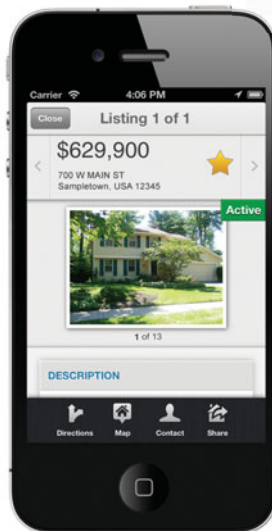 Carrier 4:06 PM
Close Listing 1 of 1
$629,900
700 W MAIN ST
Sampletown, USA 12345
Active
1 of 13
DESCRIPTION
Directions Map Contact Share